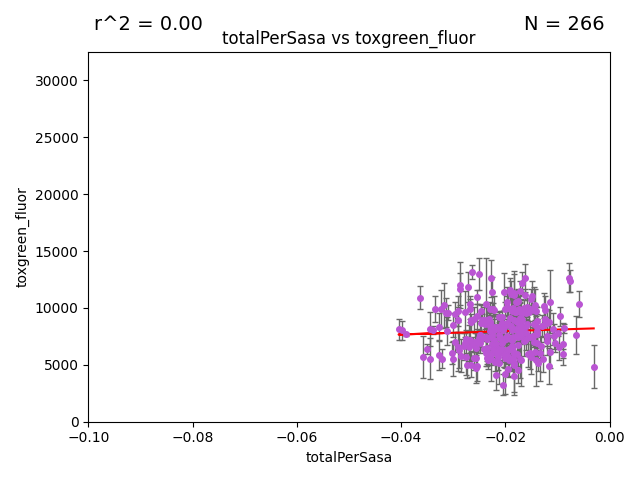 r^2 = 0.00
N = 266
totalPerSasa vs toxgreen_fluor
30000
25000
20000
15000
10000
5000
0
toxgreen_fluor
−0.10
−0.08
−0.06
−0.04
−0.02
0.00
totalPerSasa